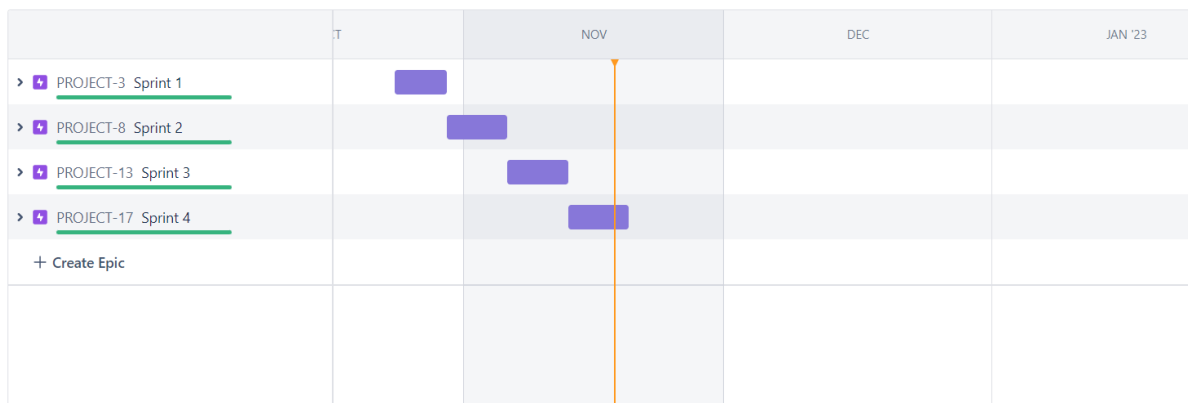 NOV
DEC
JAN '23
PROJECT-3 Sprint 1
PROJECT-8 Sprint 2
PROJECT-13 Sprint 3
PROJECT-17 Sprint 4
+ Create Epic